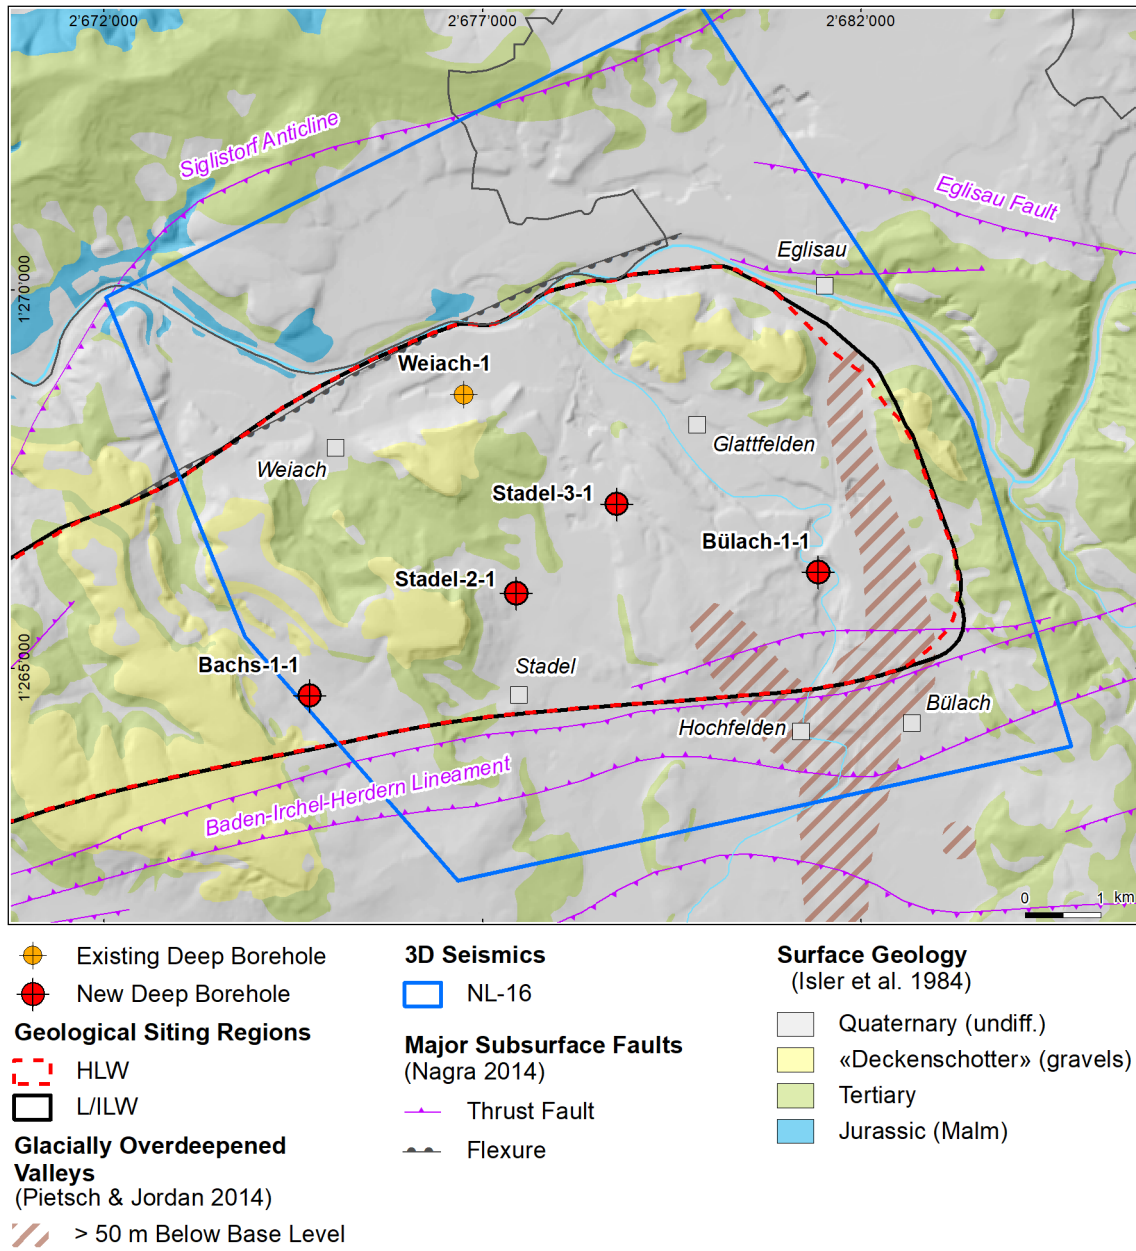 2'672'000
2'677'000
2'682'000
Siglistorf Anticline
Eglisau Fault
Eglisau
1'270'000
Weiach-1
Glattfelden
Weiach
Stadel-3-1
Bülach-1-1
Stadel-2-1
1'265'000
Bachs-1-1
Stadel
Bülach
Hochfelden
Baden-Irchel-Herdern Lineament
0 1 km
Existing Deep Borehole
New Deep Borehole
Geological Siting Regions
HLW
L/ILW
Glacially Overdeepened
Valleys
(Pietsch & Jordan 2014)
> 50 m Below Base Level
3D Seismics
NL-16
Major Subsurface Faults
(Nagra 2014)
Thrust Fault
Flexure
Surface Geology
(Isler et al. 1984)
Quaternary (undiff.)
«Deckenschotter» (gravels)
Tertiary
Jurassic (Malm)